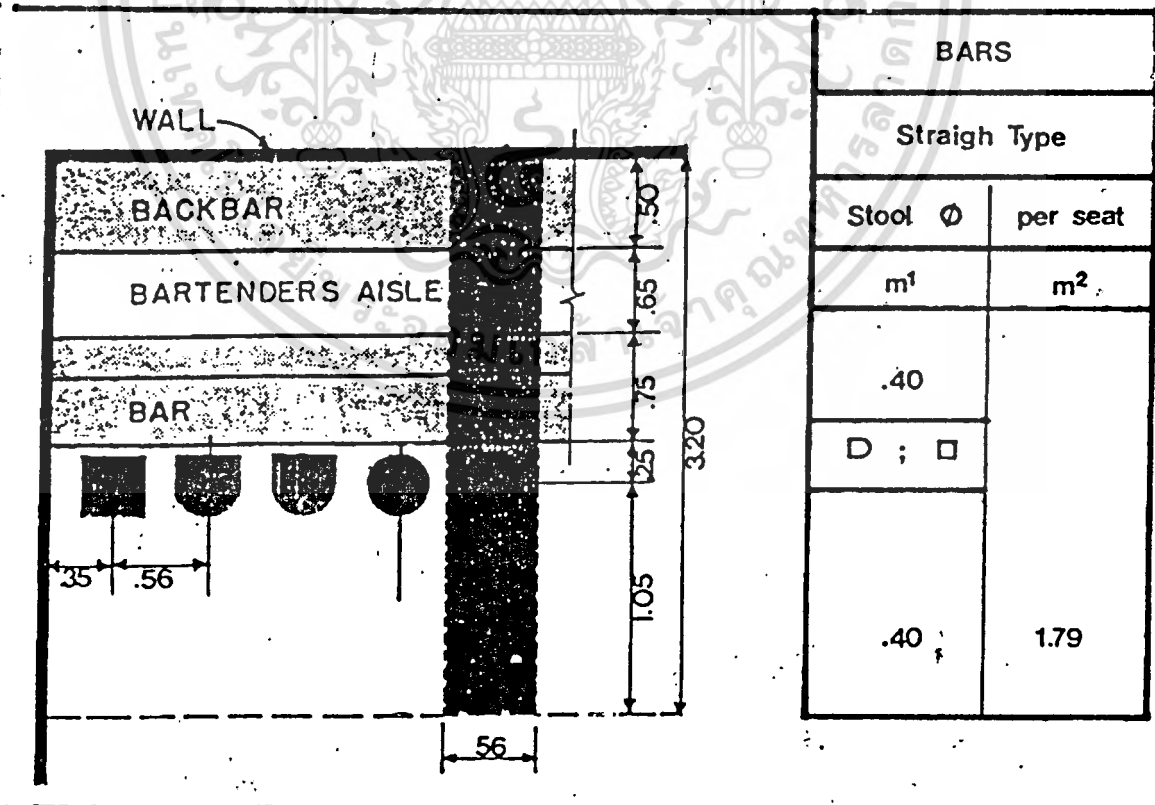 WALL
BACKBAR
BARTENDERS AISLE
BAR
.50
.65
.75
.25
1.05
3.20
.35
.56
.56
BARS
Straigh Type
Stool Ø
per seat
m¹
m²
.40
D ; □
.40
1.79